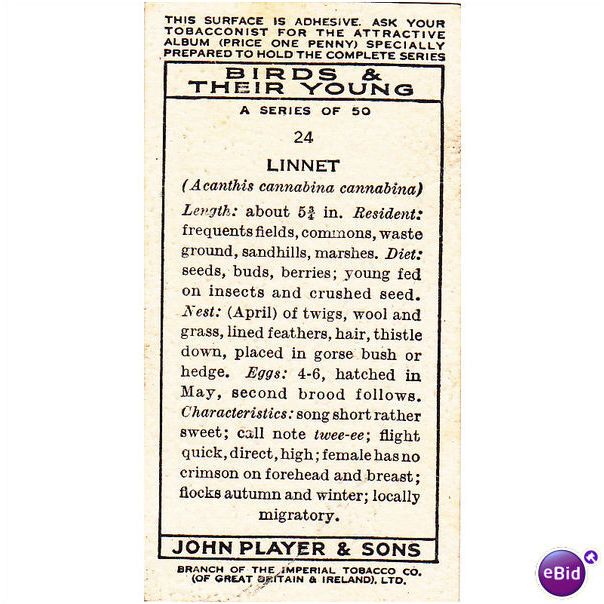 THIS SURFACE IS ADHESIVE. ASK YOUR
TOBACCONIST FOR THE ATTRACTIVE
ALBUM (PRICE ONE PENNY) SPECIALLY
PREPARED TO HOLD THE COMPLETE SERIES
BIRDS &
THEIR YOUNG
A SERIES OF 50
24
LINNET
(Acanthis cannabina cannabina)
Length: about 5¾ in. Resident:
frequents fields, commons, waste
ground, sandhills, marshes. Diet:
seeds, buds, berries; young fed
on insects and crushed seed.
Nest: (April) of twigs, wool and
grass, lined feathers, hair, thistle
down, placed in gorse bush or
hedge. Eggs: 4-6, hatched in
May, second brood follows.
Characteristics: song short rather
sweet; call note twee-ee; flight
quick, direct, high; female has no
crimson on forehead and breast;
flocks autumn and winter; locally
migratory.
JOHN PLAYER & SONS
BRANCH OF THE IMPERIAL TOBACCO CO.
(OF GREAT BRITAIN & IRELAND), LTD.
eBid